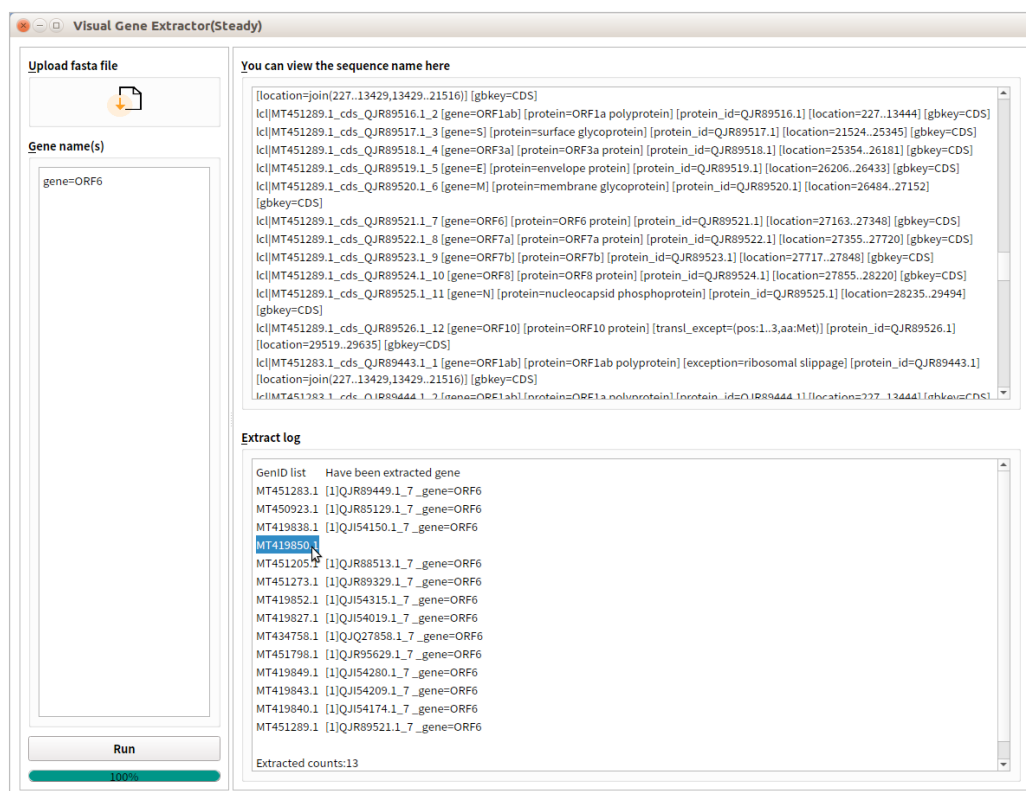 Visual Gene Extractor(Steady)
Upload fasta file
Gene name(s)
gene=ORF6
Run
100%
You can view the sequence name here
[location=join(227..13429,13429..21516)] [gbkey=CDS]
lcl|MT451289.1_cds_QJR89516.1_2 [gene=ORF1ab] [protein=ORF1a polyprotein] [protein_id=QJR89516.1] [location=227..13444] [gbkey=CDS]
lcl|MT451289.1_cds_QJR89517.1_3 [gene=S] [protein=surface glycoprotein] [protein_id=QJR89517.1] [location=21524..25345] [gbkey=CDS]
lcl|MT451289.1_cds_QJR89518.1_4 [gene=ORF3a] [protein=ORF3a protein] [protein_id=QJR89518.1] [location=25354..26181] [gbkey=CDS]
lcl|MT451289.1_cds_QJR89519.1_5 [gene=E] [protein=envelope protein] [protein_id=QJR89519.1] [location=26206..26433] [gbkey=CDS]
lcl|MT451289.1_cds_QJR89520.1_6 [gene=M] [protein=membrane glycoprotein] [protein_id=QJR89520.1] [location=26484..27152]
[gbkey=CDS]
lcl|MT451289.1_cds_QJR89521.1_7 [gene=ORF6] [protein=ORF6 protein] [protein_id=QJR89521.1] [location=27163..27348] [gbkey=CDS]
lcl|MT451289.1_cds_QJR89522.1_8 [gene=ORF7a] [protein=ORF7a protein] [protein_id=QJR89522.1] [location=27355..27720] [gbkey=CDS]
lcl|MT451289.1_cds_QJR89523.1_9 [gene=ORF7b] [protein=ORF7b] [protein_id=QJR89523.1] [location=27717..27848] [gbkey=CDS]
lcl|MT451289.1_cds_QJR89524.1_10 [gene=ORF8] [protein=ORF8 protein] [protein_id=QJR89524.1] [location=27855..28220] [gbkey=CDS]
lcl|MT451289.1_cds_QJR89525.1_11 [gene=N] [protein=nucleocapsid phosphoprotein] [protein_id=QJR89525.1] [location=28235..29494]
[gbkey=CDS]
lcl|MT451289.1_cds_QJR89526.1_12 [gene=ORF10] [protein=ORF10 protein] [transl_except=(pos:1..3,aa:Met)] [protein_id=QJR89526.1]
[location=29519..29635] [gbkey=CDS]
lcl|MT451283.1_cds_QJR89443.1_1 [gene=ORF1ab] [protein=ORF1ab polyprotein] [exception=ribosomal slippage] [protein_id=QJR89443.1]
[location=join(227..13429,13429..21516)] [gbkey=CDS]
lcl|MT451283.1_cds_QJR89444.1_2 [gene=ORF1ab] [protein=ORF1a polyprotein] [protein_id=QJR89444.1] [location=227..13444] [gbkey=CDS]
Extract log
GenID list Have been extracted gene
MT451283.1 [1]QJR89449.1_7 _gene=ORF6
MT450923.1 [1]QJR85129.1_7 _gene=ORF6
MT419838.1 [1]QJI54150.1_7 _gene=ORF6
MT419850.1
MT451205.1 [1]QJR88513.1_7 _gene=ORF6
MT451273.1 [1]QJR89329.1_7 _gene=ORF6
MT419852.1 [1]QJI54315.1_7 _gene=ORF6
MT419827.1 [1]QJI54019.1_7 _gene=ORF6
MT434758.1 [1]QJQ27858.1_7 _gene=ORF6
MT451798.1 [1]QJR95629.1_7 _gene=ORF6
MT419849.1 [1]QJI54280.1_7 _gene=ORF6
MT419843.1 [1]QJI54209.1_7 _gene=ORF6
MT419840.1 [1]QJI54174.1_7 _gene=ORF6
MT451289.1 [1]QJR89521.1_7 _gene=ORF6
Extracted counts:13